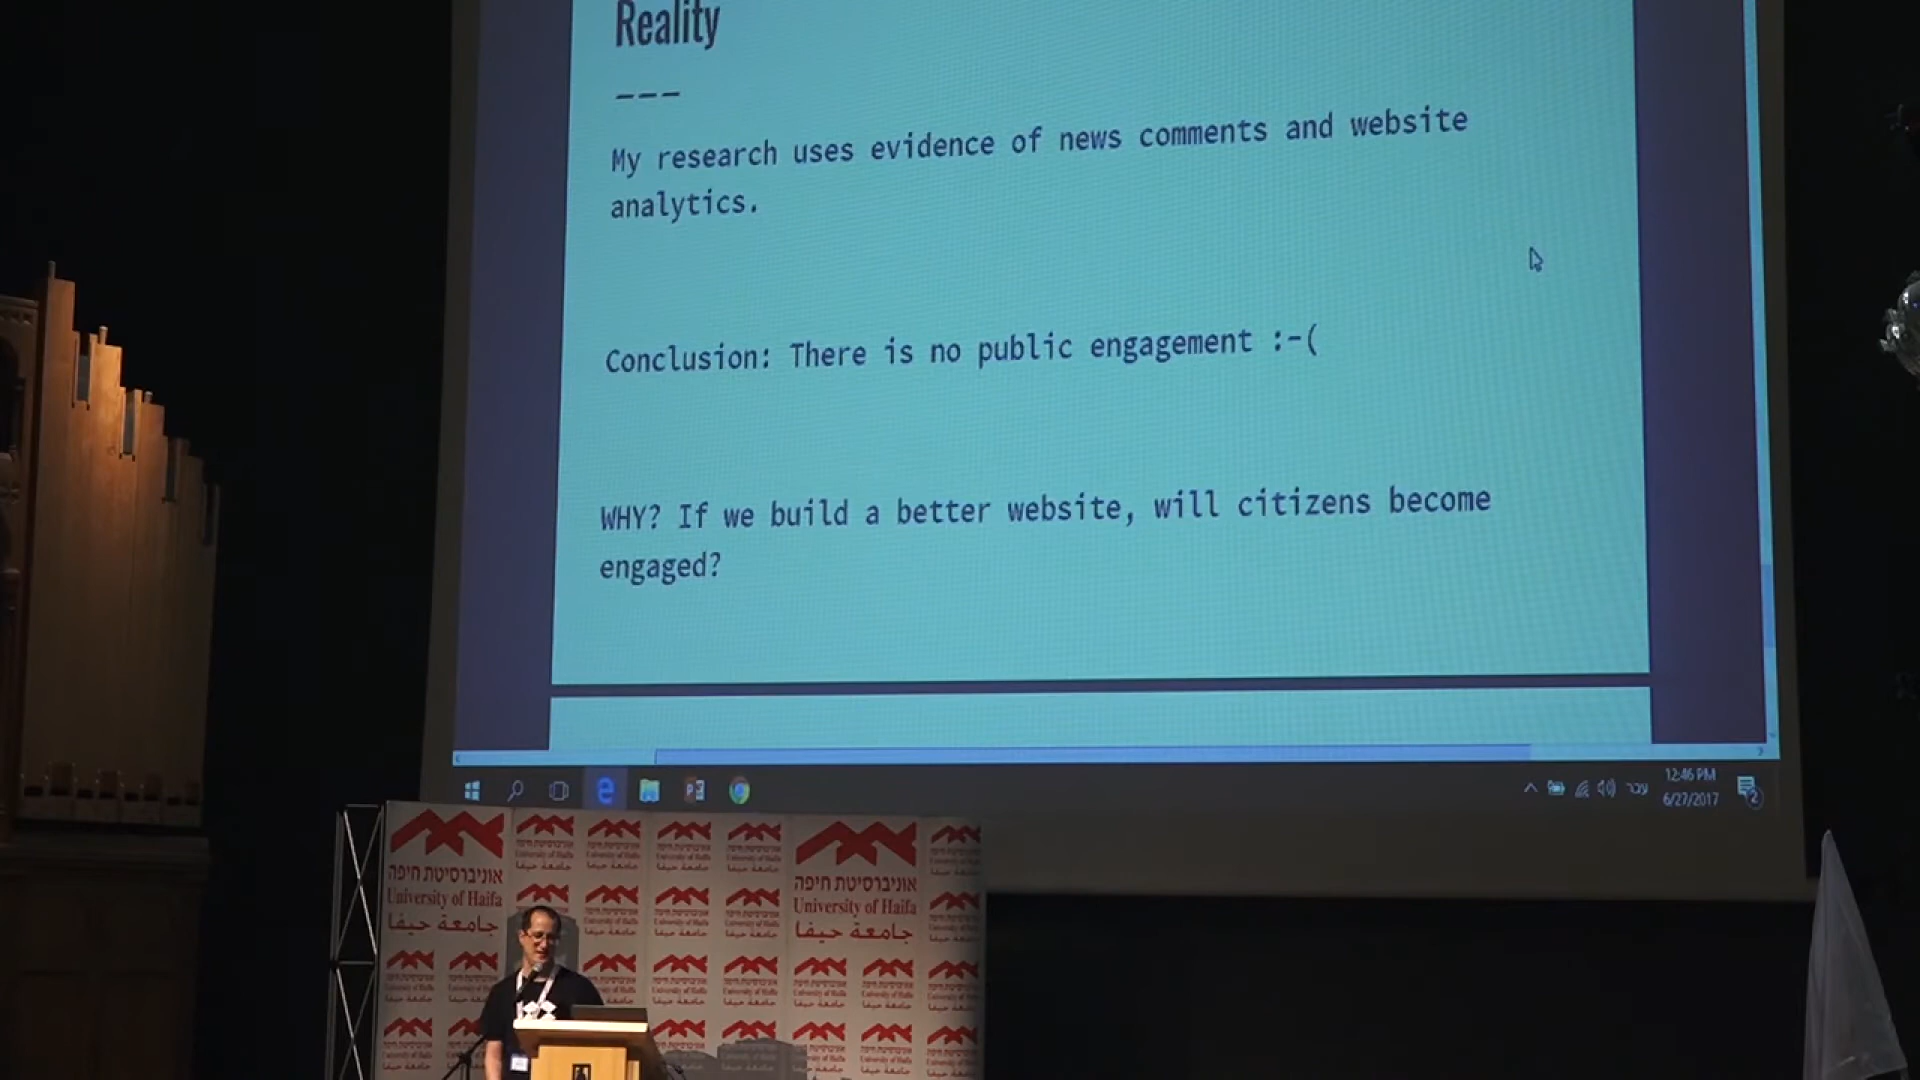 Reality
---
My research uses evidence of news comments and website
analytics.
Conclusion: There is no public engagement :-(
WHY? If we build a better website, will citizens become
engaged?
עבר
12:46 PM
6/27/2017
2
אוניברסיטת חיפה
University of Haifa
جامعة حيفا
אוניברסיטת חיפה
University of Haifa
جامعة حيفا